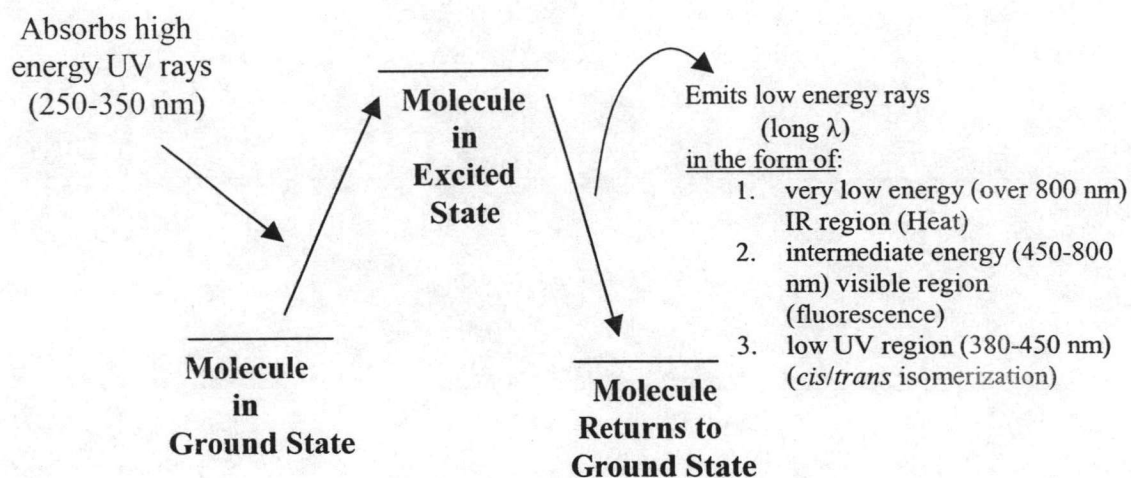 Absorbs high
energy UV rays
(250-350 nm)
Molecule
in
Excited
State
Emits low energy rays
(long λ)
in the form of:
1. very low energy (over 800 nm)
IR region (Heat)
2. intermediate energy (450-800
nm) visible region
(fluorescence)
3. low UV region (380-450 nm)
(cis/trans isomerization)
Molecule
in
Ground State
Molecule
Returns to
Ground State